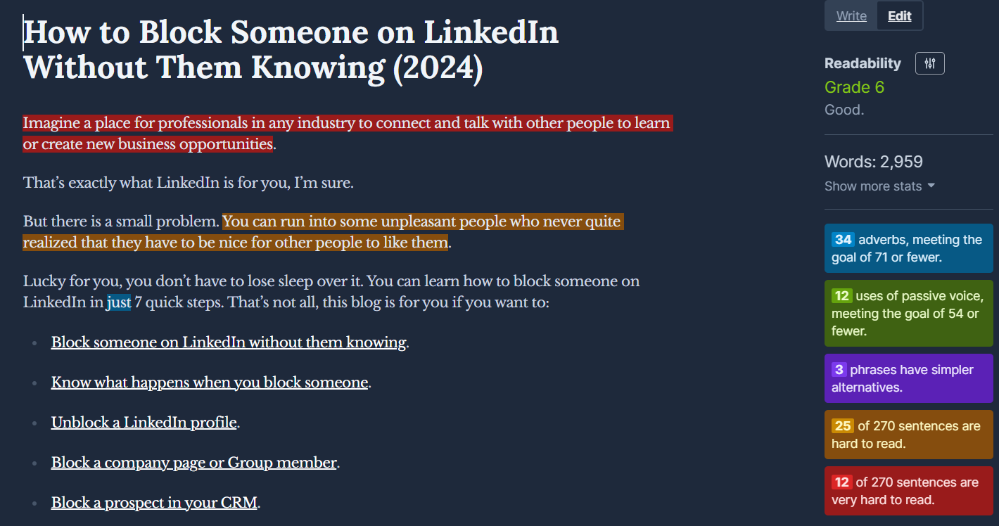 How to Block Someone on LinkedIn
Without Them Knowing (2024)
Imagine a place for professionals in any industry to connect and talk with other people to learn
or create new business opportunities.
That’s exactly what LinkedIn is for you, I’m sure.
But there is a small problem. You can run into some unpleasant people who never quite
realized that they have to be nice for other people to like them.
Lucky for you, you don’t have to lose sleep over it. You can learn how to block someone on
LinkedIn in just 7 quick steps. That’s not all, this blog is for you if you want to:
• Block someone on LinkedIn without them knowing.
• Know what happens when you block someone.
• Unblock a LinkedIn profile.
• Block a company page or Group member.
• Block a prospect in your CRM.
Write Edit
Readability
Grade 6
Good.
Words: 2,959
Show more stats
34 adverbs, meeting the
goal of 71 or fewer.
12 uses of passive voice,
meeting the goal of 54 or
fewer.
3 phrases have simpler
alternatives.
25 of 270 sentences are
hard to read.
12 of 270 sentences are
very hard to read.